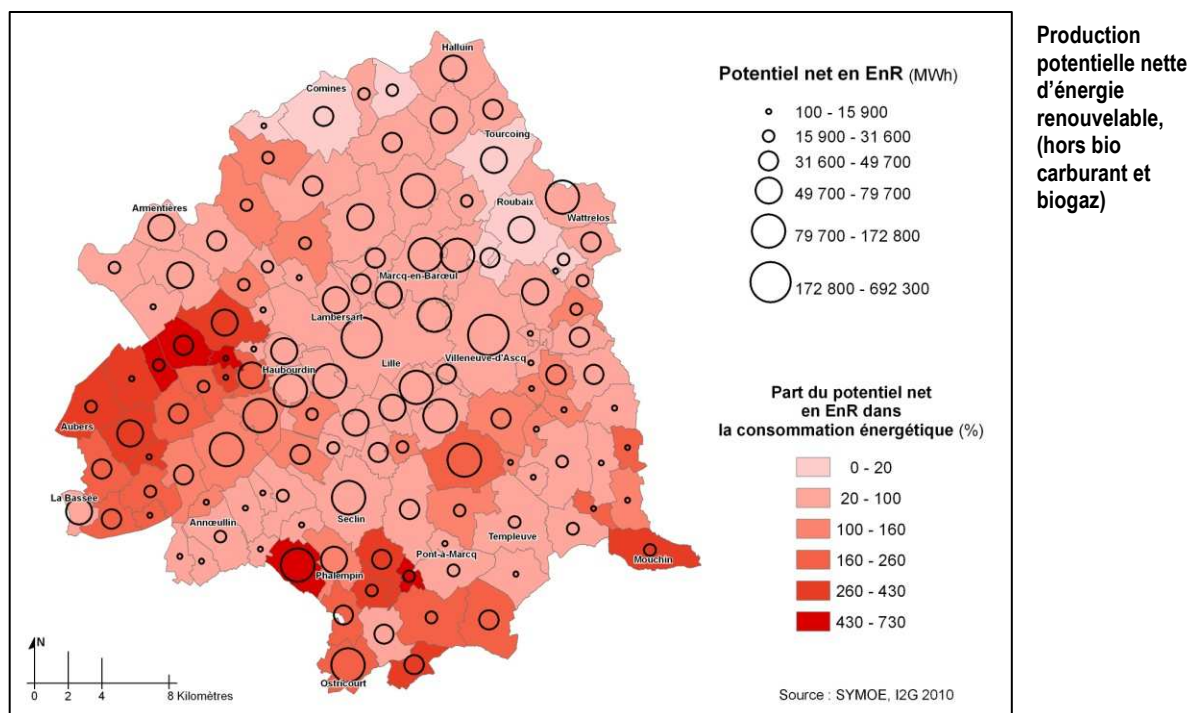 Halluin
Comines
Tourcoing
Roubaix
Wattrelos
Armentières
Marcq-en-Barœul
Lambersart
Lille
Villeneuve-d'Ascq
Haubourdin
Aubers
La Bassée
Annœullin
Seclin
Templeuve
Pont-à-Marcq
Mouchin
Phalempin
Ostricourt
N
0 2 4 8 Kilomètres
Potentiel net en EnR (MWh)
100 - 15 900
15 900 - 31 600
31 600 - 49 700
49 700 - 79 700
79 700 - 172 800
172 800 - 692 300
Part du potentiel net
en EnR dans
la consommation énergétique (%)
0 - 20
20 - 100
100 - 160
160 - 260
260 - 430
430 - 730
Source : SYMOE, I2G 2010
Production
potentielle nette
d'énergie
renouvelable,
(hors bio
carburant et
biogaz)